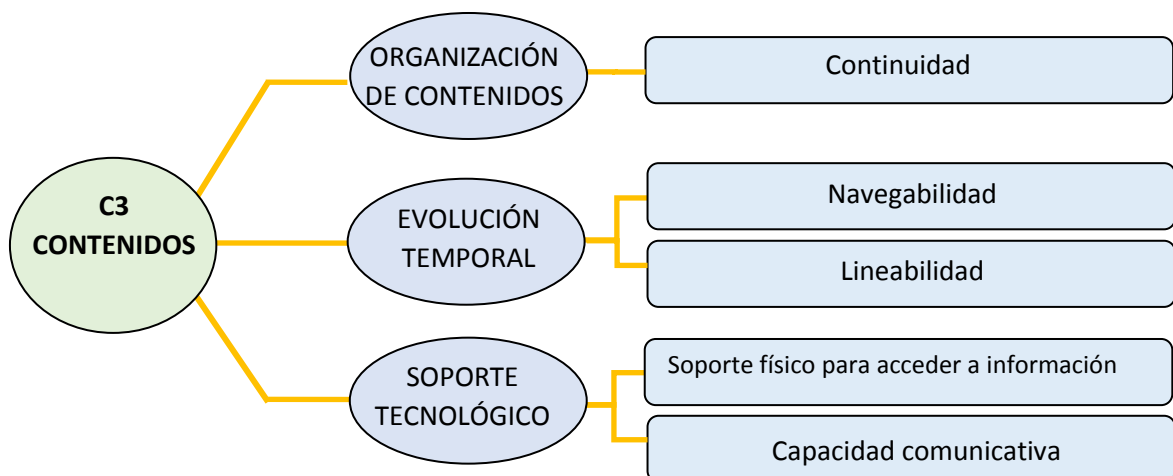 C3
CONTENIDOS
ORGANIZACIÓN
DE CONTENIDOS
Continuidad
EVOLUCIÓN
TEMPORAL
Navegabilidad
Lineabilidad
SOPORTE
TECNOLÓGICO
Soporte físico para acceder a información
Capacidad comunicativa